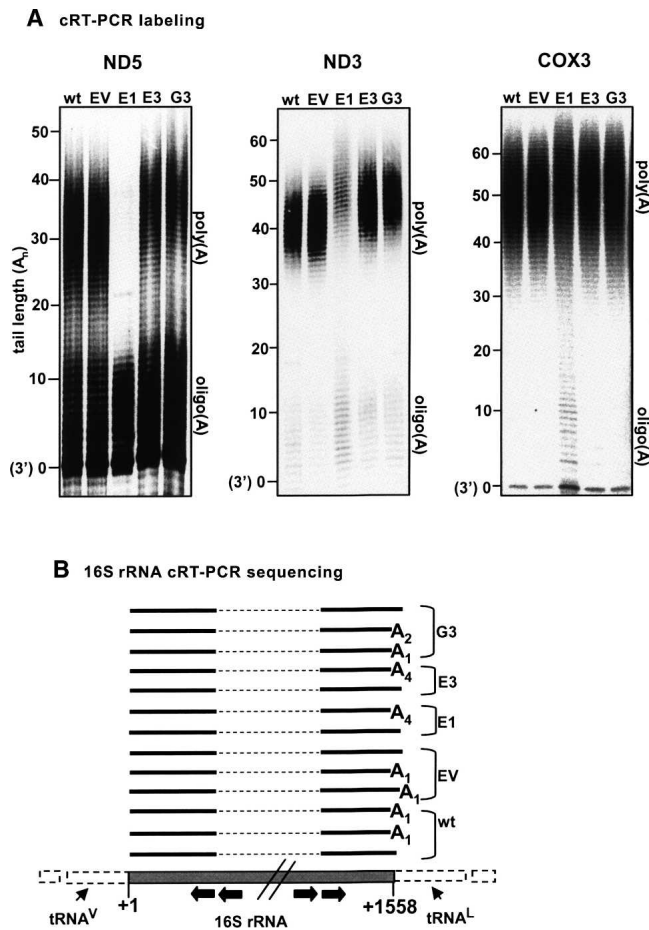 A cRT-PCR labeling
ND5 ND3 COX3
wt EV E1 E3 G3
50
40
30
20
10
(3') 0
tail length (An)
poly(A)
oligo(A)
wt EV E1 E3 G3
60
50
40
30
20
10
(3') 0
poly(A)
oligo(A)
wt EV E1 E3 G3
60
50
40
30
20
10
(3') 0
poly(A)
oligo(A)
B 16S rRNA cRT-PCR sequencing
A2
A1
G3
A4
E3
A4
E1
A1
A1
EV
A1
A1
wt
tRNAV
+1
16S rRNA
+1558
tRNAL